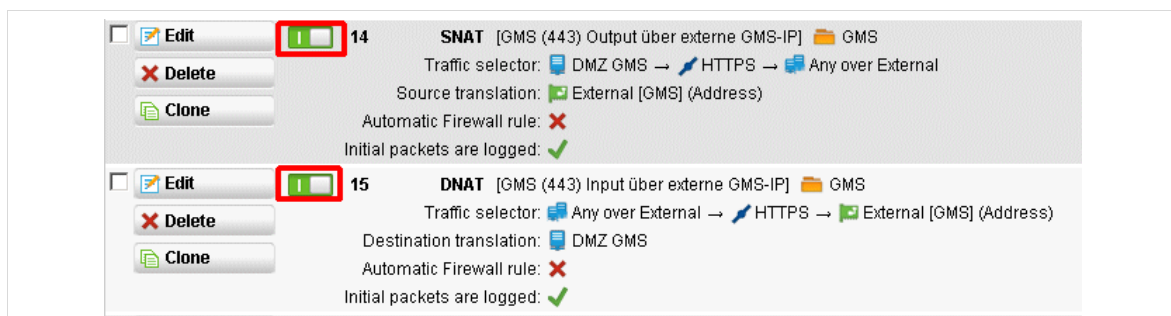 Edit 14 SNAT [GMS (443) Output über externe GMS-IP] GMS
Delete Traffic selector: DMZ GMS → HTTPS → Any over External
Clone Source translation: External [GMS] (Address)
Automatic Firewall rule:
Initial packets are logged:
Edit 15 DNAT [GMS (443) Input über externe GMS-IP] GMS
Delete Traffic selector: Any over External → HTTPS → External [GMS] (Address)
Clone Destination translation: DMZ GMS
Automatic Firewall rule:
Initial packets are logged: